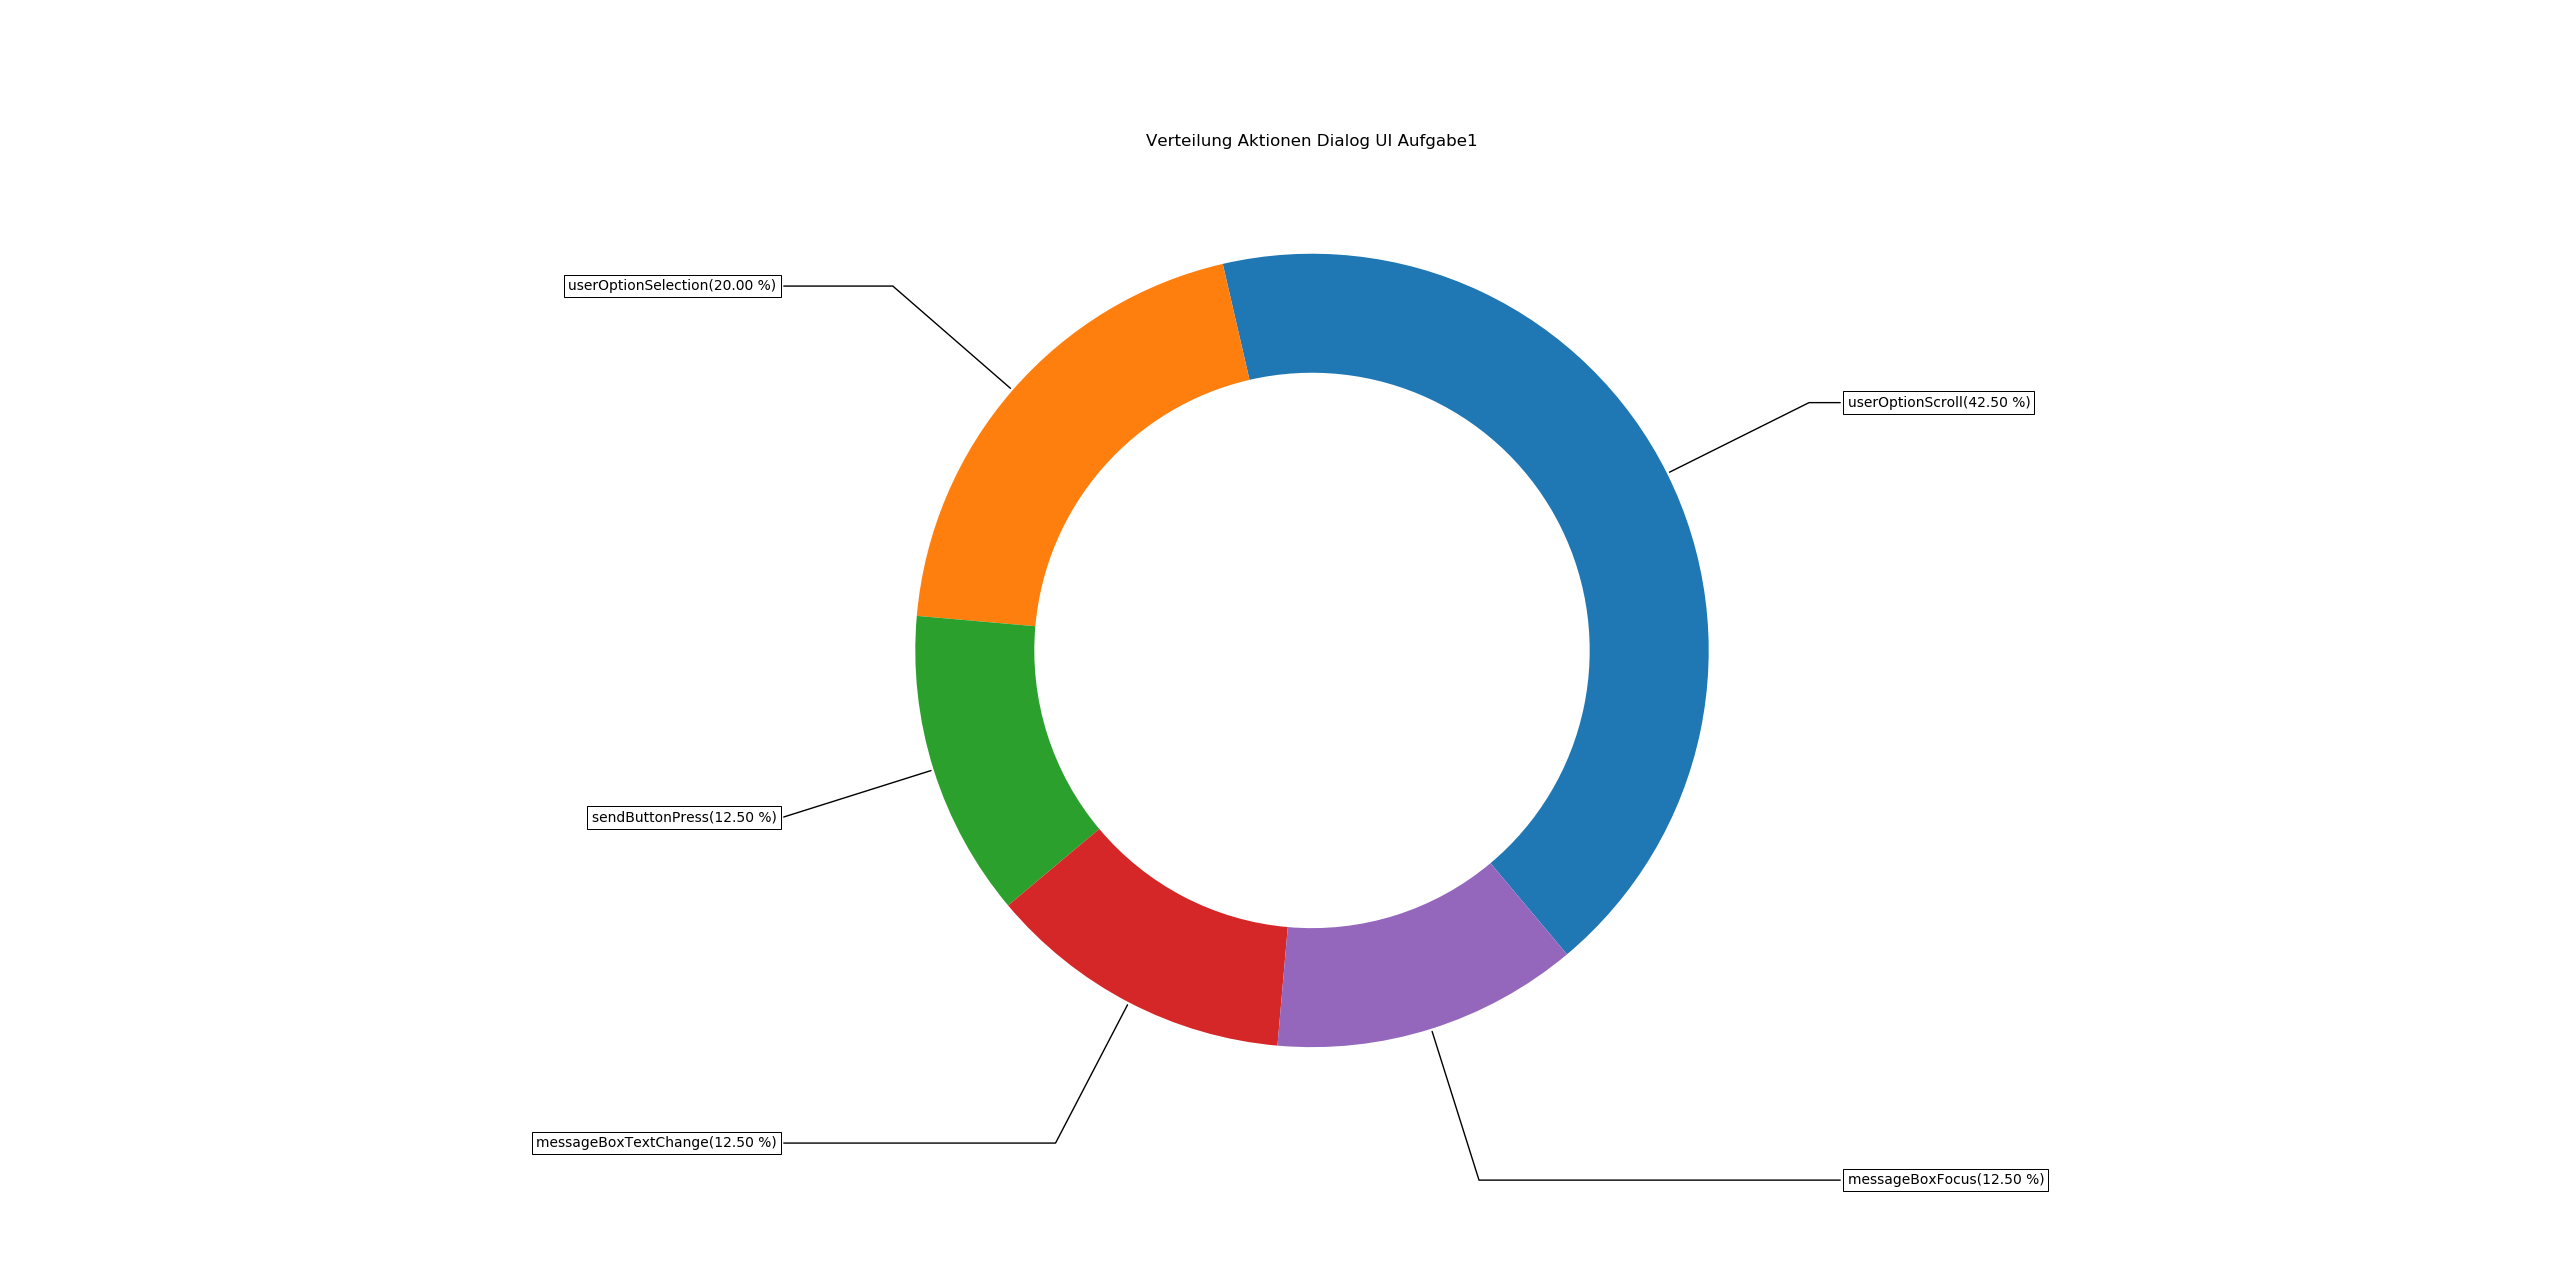 Verteilung Aktionen Dialog UI Aufgabe1
userOptionSelection(20.00 %)
userOptionScroll(42.50 %)
sendButtonPress(12.50 %)
messageBoxTextChange(12.50 %)
messageBoxFocus(12.50 %)